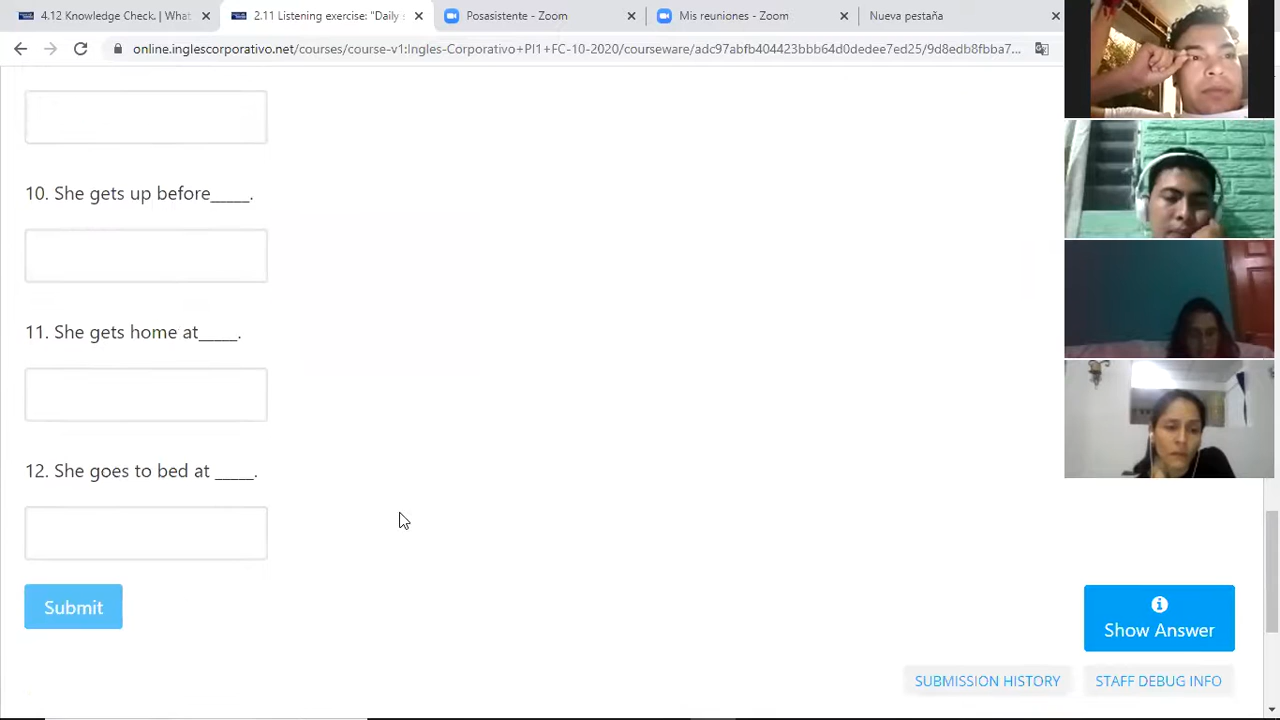 4.12 Knowledge Check. | What
2.11 Listening exercise: "Daily
Posasistente - Zoom
Mis reuniones - Zoom
Nueva pestaña
online.inglescorporativo.net/courses/course-v1:Ingles-Corporativo+PI1+FC-10-2020/courseware/adc97abfb404423bbb64d0dedee7ed25/9d8edb8fbba7...
10. She gets up before_____.
11. She gets home at_____.
12. She goes to bed at _____.
Submit
Show Answer
SUBMISSION HISTORY
STAFF DEBUG INFO